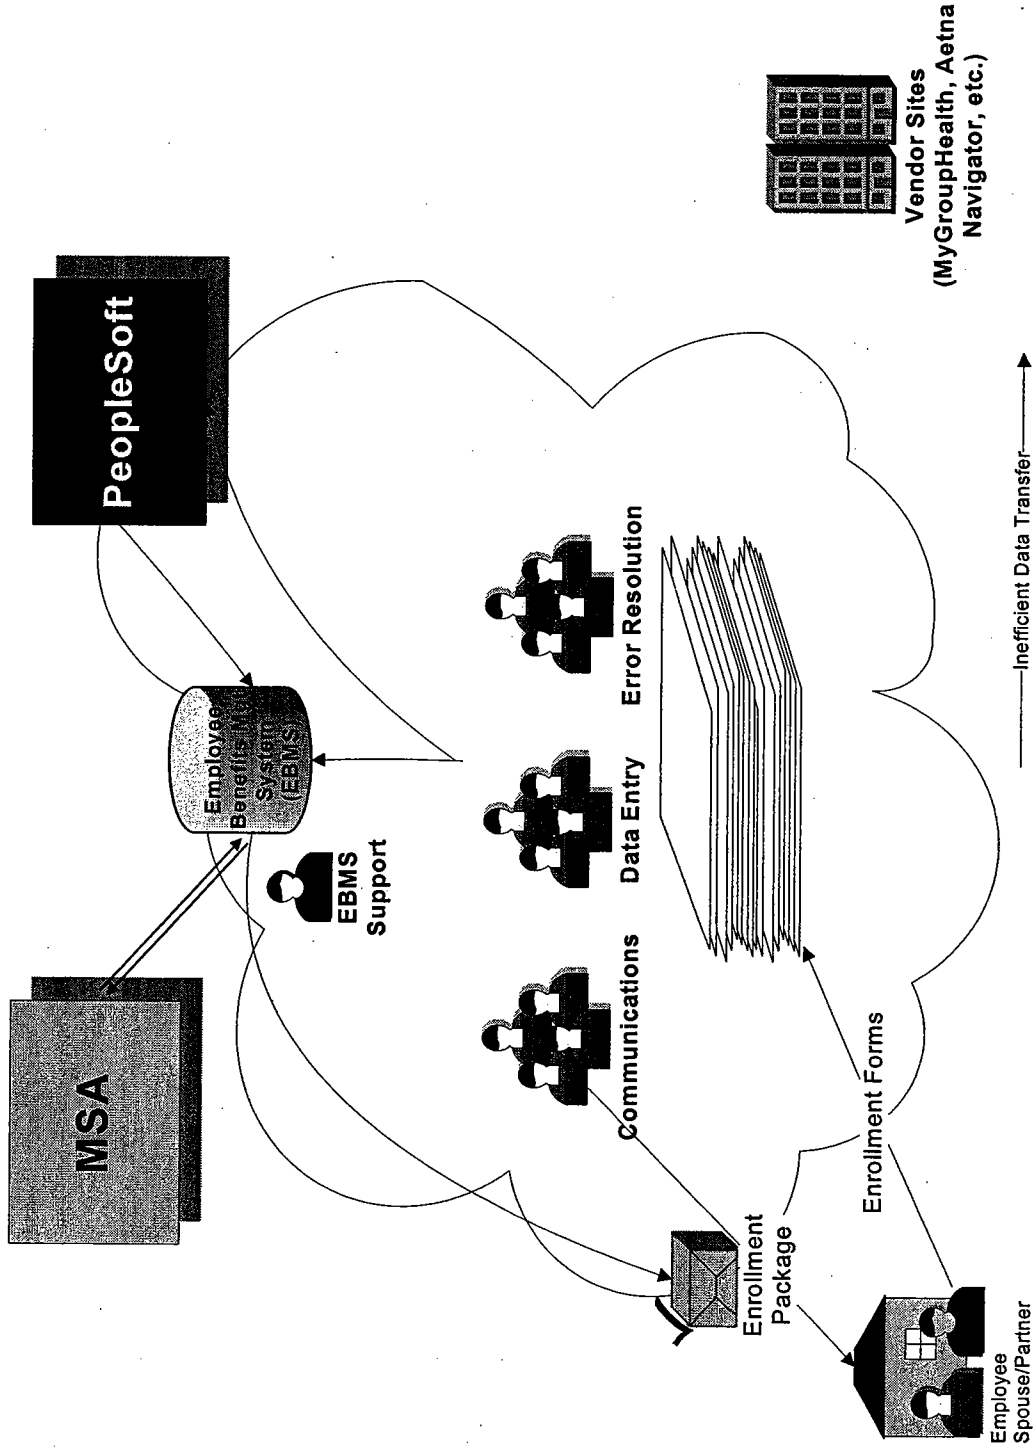 MSA
PeopleSoft
Employee
Benefits Mgt
System
(EBMS)
EBMS
Support
Communications
Data Entry
Error Resolution
Enrollment
Package
Enrollment Forms
Employee
Spouse/Partner
Vendor Sites
(MyGroupHealth, Aetna
Navigator, etc.)
Inefficient Data Transfer